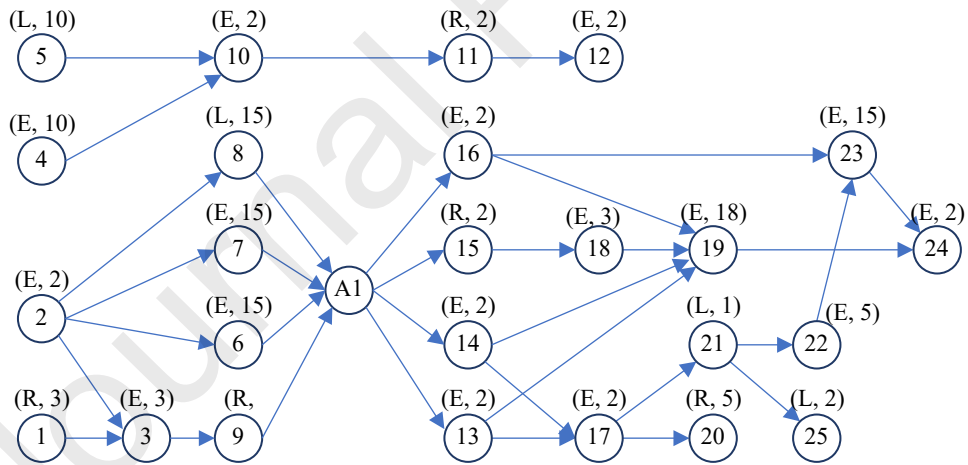 (L, 10) (E, 2) (R, 2) (E, 2)
5 10 11 12
(E, 10) (L, 15) (E, 2) (E, 15)
4 8 16 23
(E, 15) (R, 2) (E, 3) (E, 18) (E, 2)
7 15 18 19 24
(E, 2) A1
2 (E, 15) (E, 2) (L, 1) (E, 5)
6 14 21 22
(R, 3) (E, 3) (R, (E, 2) (E, 2) (R, 5) (L, 2)
1 3 9 13 17 20 25
Journal